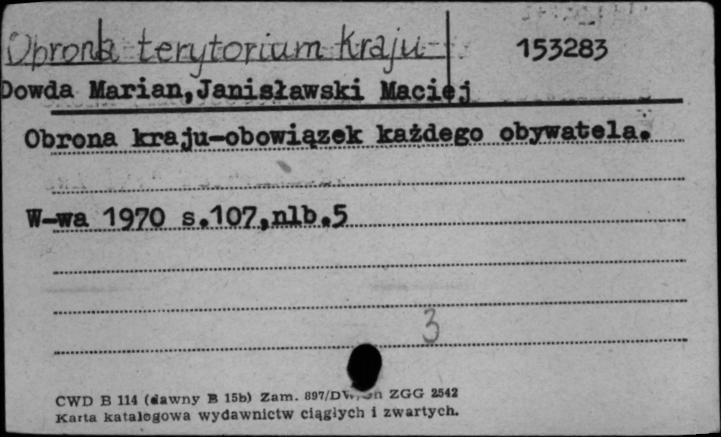 Obrona terytorium Kraju 153283
Dowda Marian,Janisławski Maciej
Obrona kraju-obowiązek każdego obywatela.
W-wa 1970 s.107,nlb.5
3
CWD B 114 (dawny B 15b) Zam. 897/DW, ZGG 2542
Karta katalogowa wydawnictw ciągłych i zwartych.